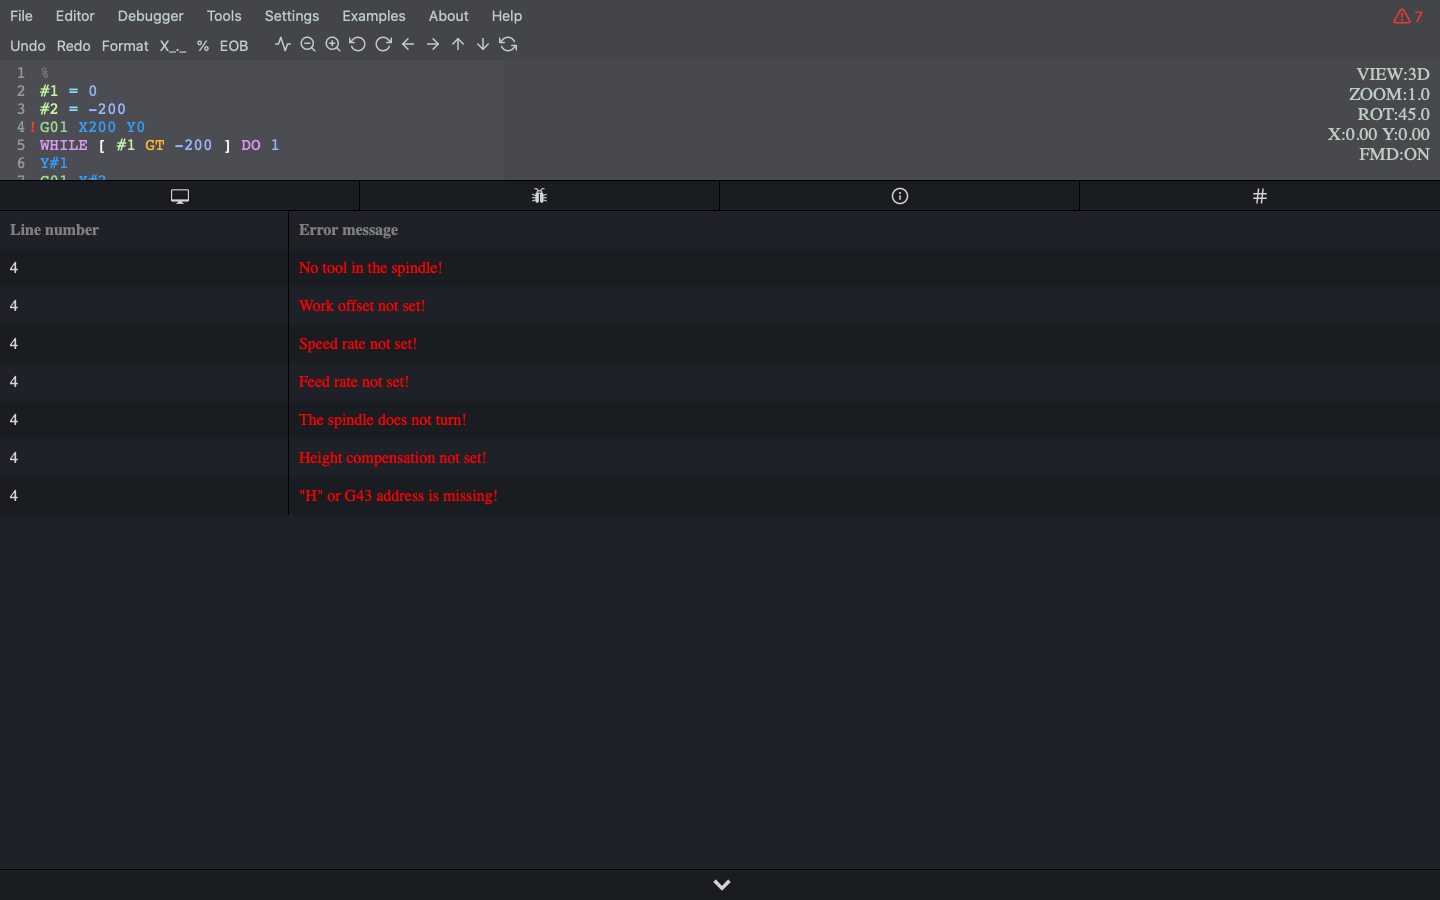 File Editor Debugger Tools Settings Examples About Help 7
Undo Redo Format X_._ % EOB
1 %
2 #1 = 0
3 #2 = -200
4 ! G01 X200 Y0
5 WHILE [ #1 GT -200 ] DO 1
6 Y#1
7 G01 X#2
VIEW:3D
ZOOM:1.0
ROT:45.0
X:0.00 Y:0.00
FMD:ON
Line number Error message
4 No tool in the spindle!
4 Work offset not set!
4 Speed rate not set!
4 Feed rate not set!
4 The spindle does not turn!
4 Height compensation not set!
4 "H" or G43 address is missing!